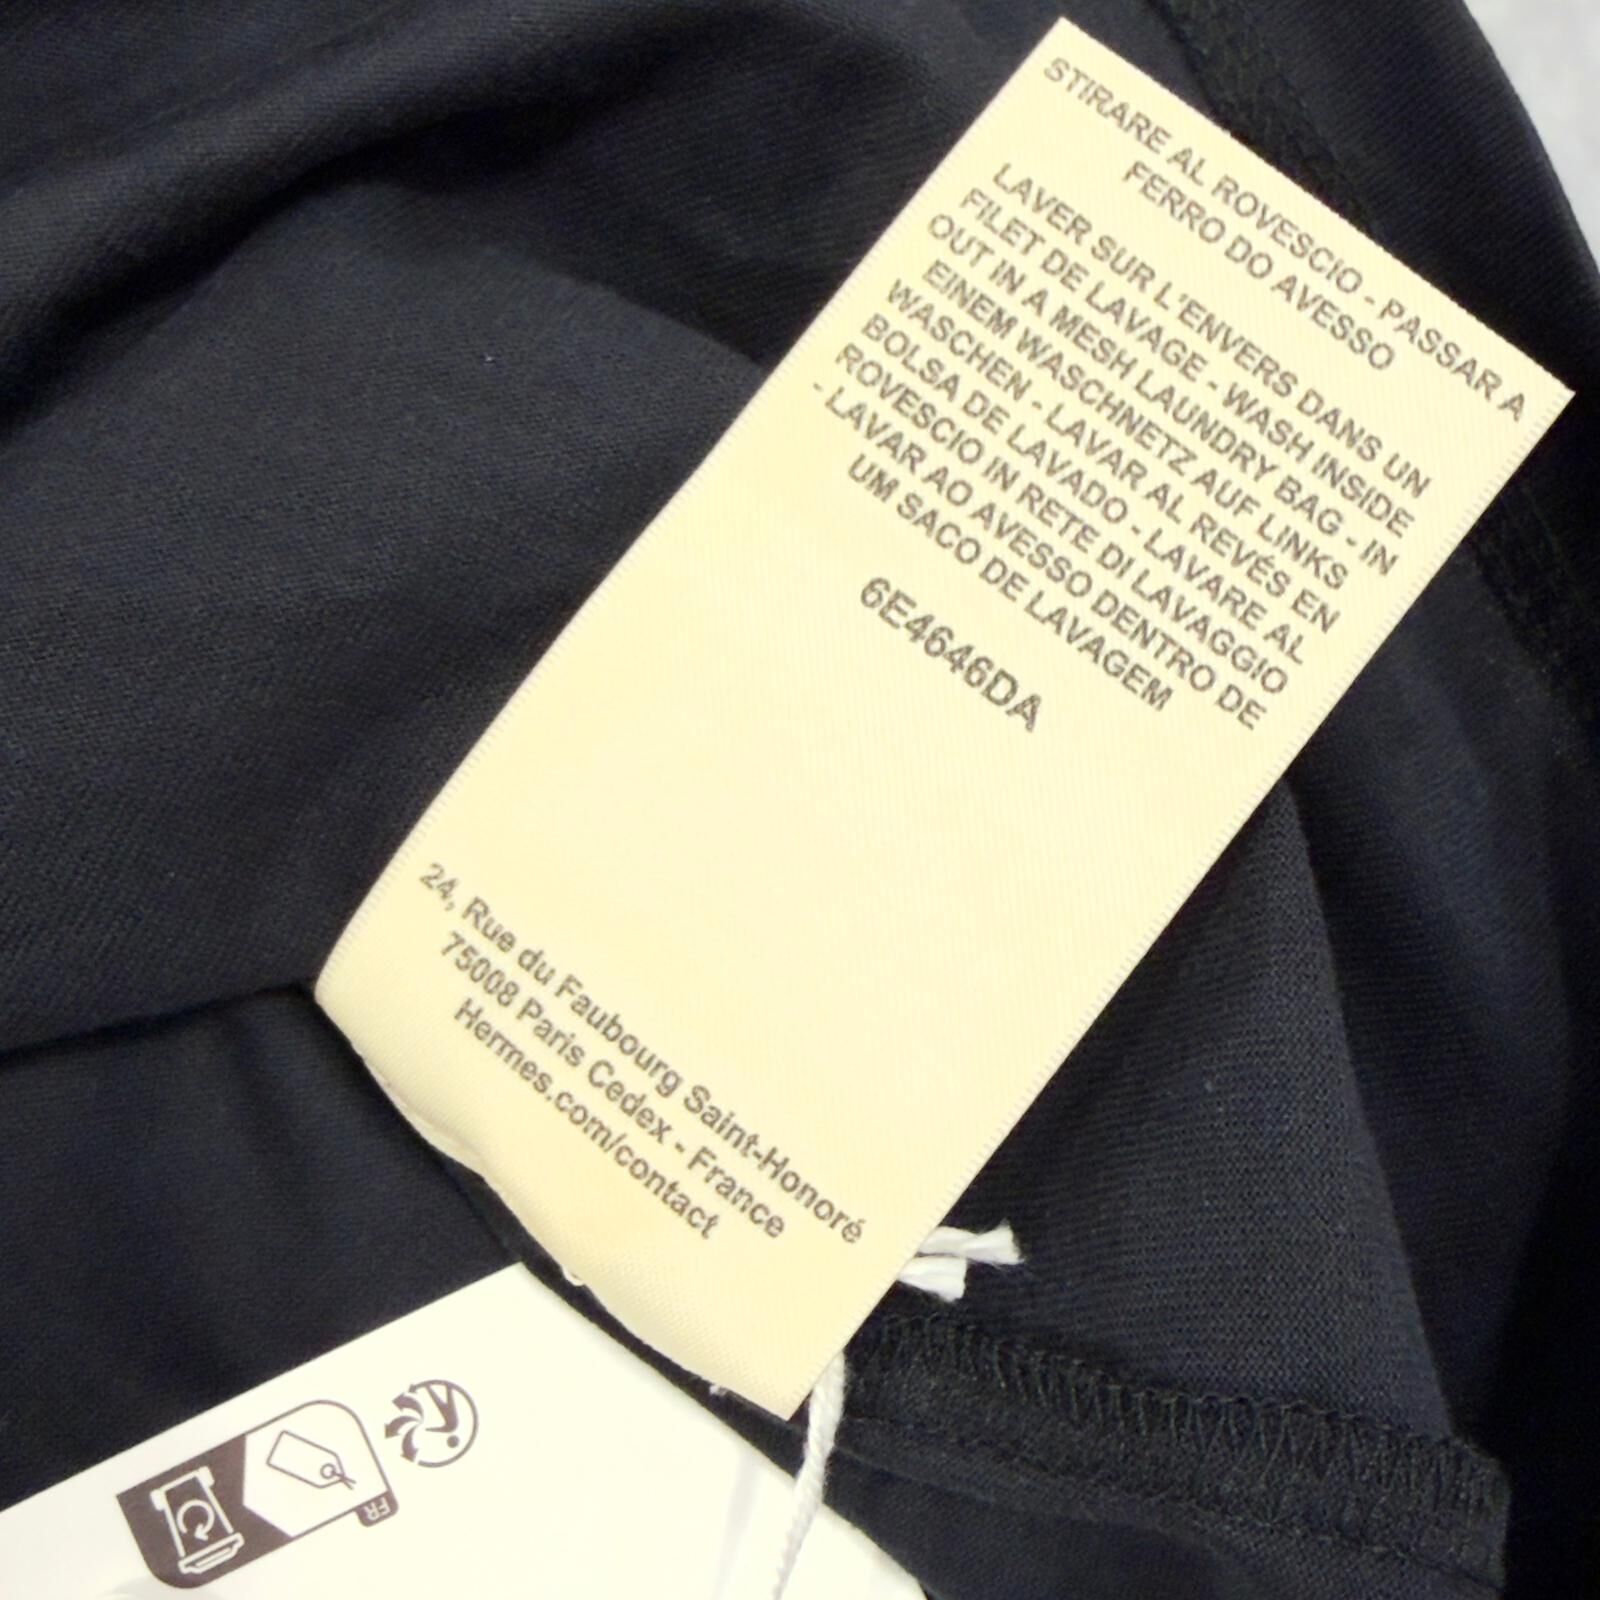 STIRARE AL ROVESCIO - PASSAR A
FERRO DO AVESSO
LAVER SUR L'ENVERS DANS UN
FILET DE LAVAGE - WASH INSIDE
OUT IN A MESH LAUNDRY BAG - IN
EINEM WASCHNETZ AUF LINKS
WASCHEN - LAVAR AL REVÉS EN
BOLSA DE LAVADO - LAVARE AL
ROVESCIO IN RETE DI LAVAGGIO
- LAVAR AO AVESSO DENTRO DE
UM SACO DE LAVAGEM
6E4646DA
24, Rue du Faubourg Saint-Honoré
75008 Paris Cedex - France
Hermes.com/contact
FR